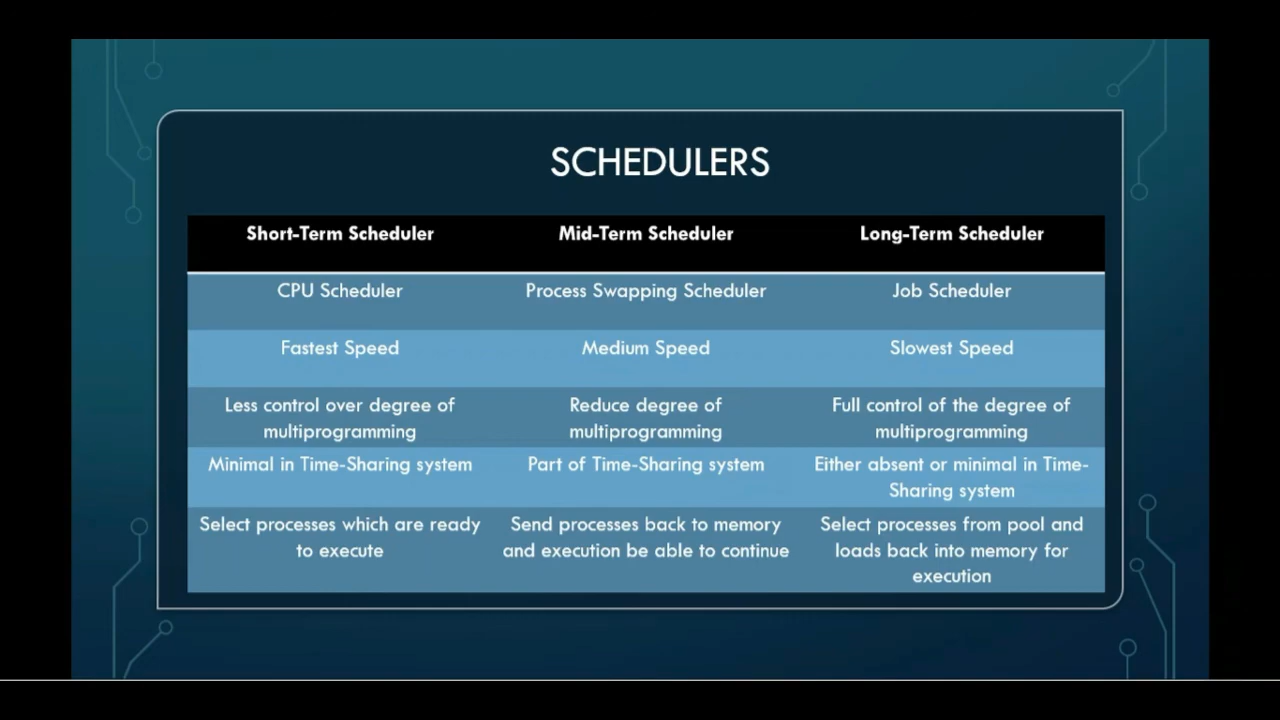 SCHEDULERS
Short-Term Scheduler
Mid-Term Scheduler
Long-Term Scheduler
CPU Scheduler
Process Swapping Scheduler
Job Scheduler
Fastest Speed
Medium Speed
Slowest Speed
Less control over degree of
multiprogramming
Reduce degree of
multiprogramming
Full control of the degree of
multiprogramming
Minimal in Time-Sharing system
Part of Time-Sharing system
Either absent or minimal in Time-
Sharing system
Select processes which are ready
to execute
Send processes back to memory
and execution be able to continue
Select processes from pool and
loads back into memory for
execution